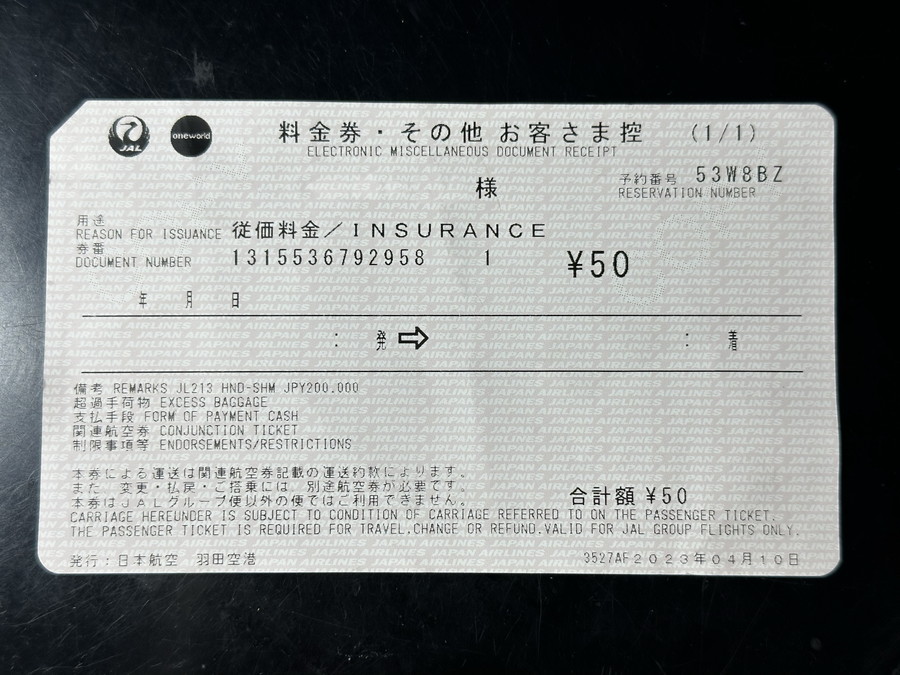 JAL
oneworld
料金券・その他 お客さま控 (1/1)
ELECTRONIC MISCELLANEOUS DOCUMENT RECEIPT
様
予約番号 53W8BZ
RESERVATION NUMBER
用途
REASON FOR ISSUANCE 従価料金／INSURANCE
券番
DOCUMENT NUMBER 1315536792958 1 ¥50
年 月 日
: 発 ⇨ : 着
備考 REMARKS JL213 HND-SHM JPY200.000
超過手荷物 EXCESS BAGGAGE
支払手段 FORM OF PAYMENT CASH
関連航空券 CONJUNCTION TICKET
制限事項等 ENDORSEMENTS/RESTRICTIONS
本券による運送は関連航空券記載の運送約款によります。
また 変更・払戻・ご搭乗には 別途航空券が必要です。
本券はＪＡＬグループ便以外の便ではご利用できません。
合計額 ¥50
CARRIAGE HEREUNDER IS SUBJECT TO CONDITION OF CARRIAGE REFERRED TO ON THE PASSENGER TICKET.
THE PASSENGER TICKET IS REQUIRED FOR TRAVEL.CHANGE OR REFUND.VALID FOR JAL GROUP FLIGHTS ONLY.
発行：日本航空 羽田空港 3527AF２０２３年０４月１０日